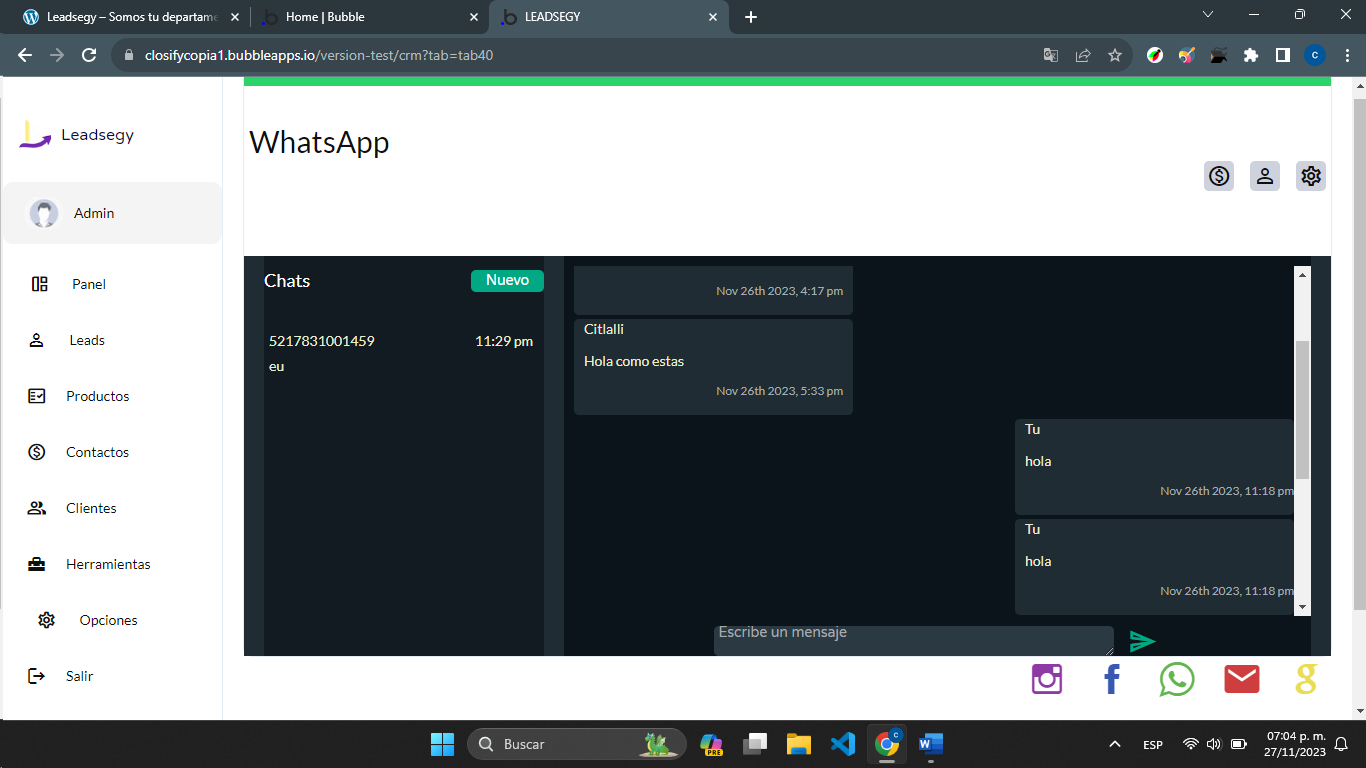 Leadsegy – Somos tu departame
Home | Bubble
LEADSEGY
closifycopia1.bubbleapps.io/version-test/crm?tab=tab40
C
Leadsegy
Admin
Panel
Leads
Productos
Contactos
Clientes
Herramientas
Opciones
Salir
WhatsApp
Chats
Nuevo
5217831001459
11:29 pm
eu
Nov 26th 2023, 4:17 pm
Citlalli
Hola como estas
Nov 26th 2023, 5:33 pm
Tu
hola
Nov 26th 2023, 11:18 pm
Tu
hola
Nov 26th 2023, 11:18 pm
Escribe un mensaje
Buscar
PRE
C
ESP
07:04 p. m.
27/11/2023